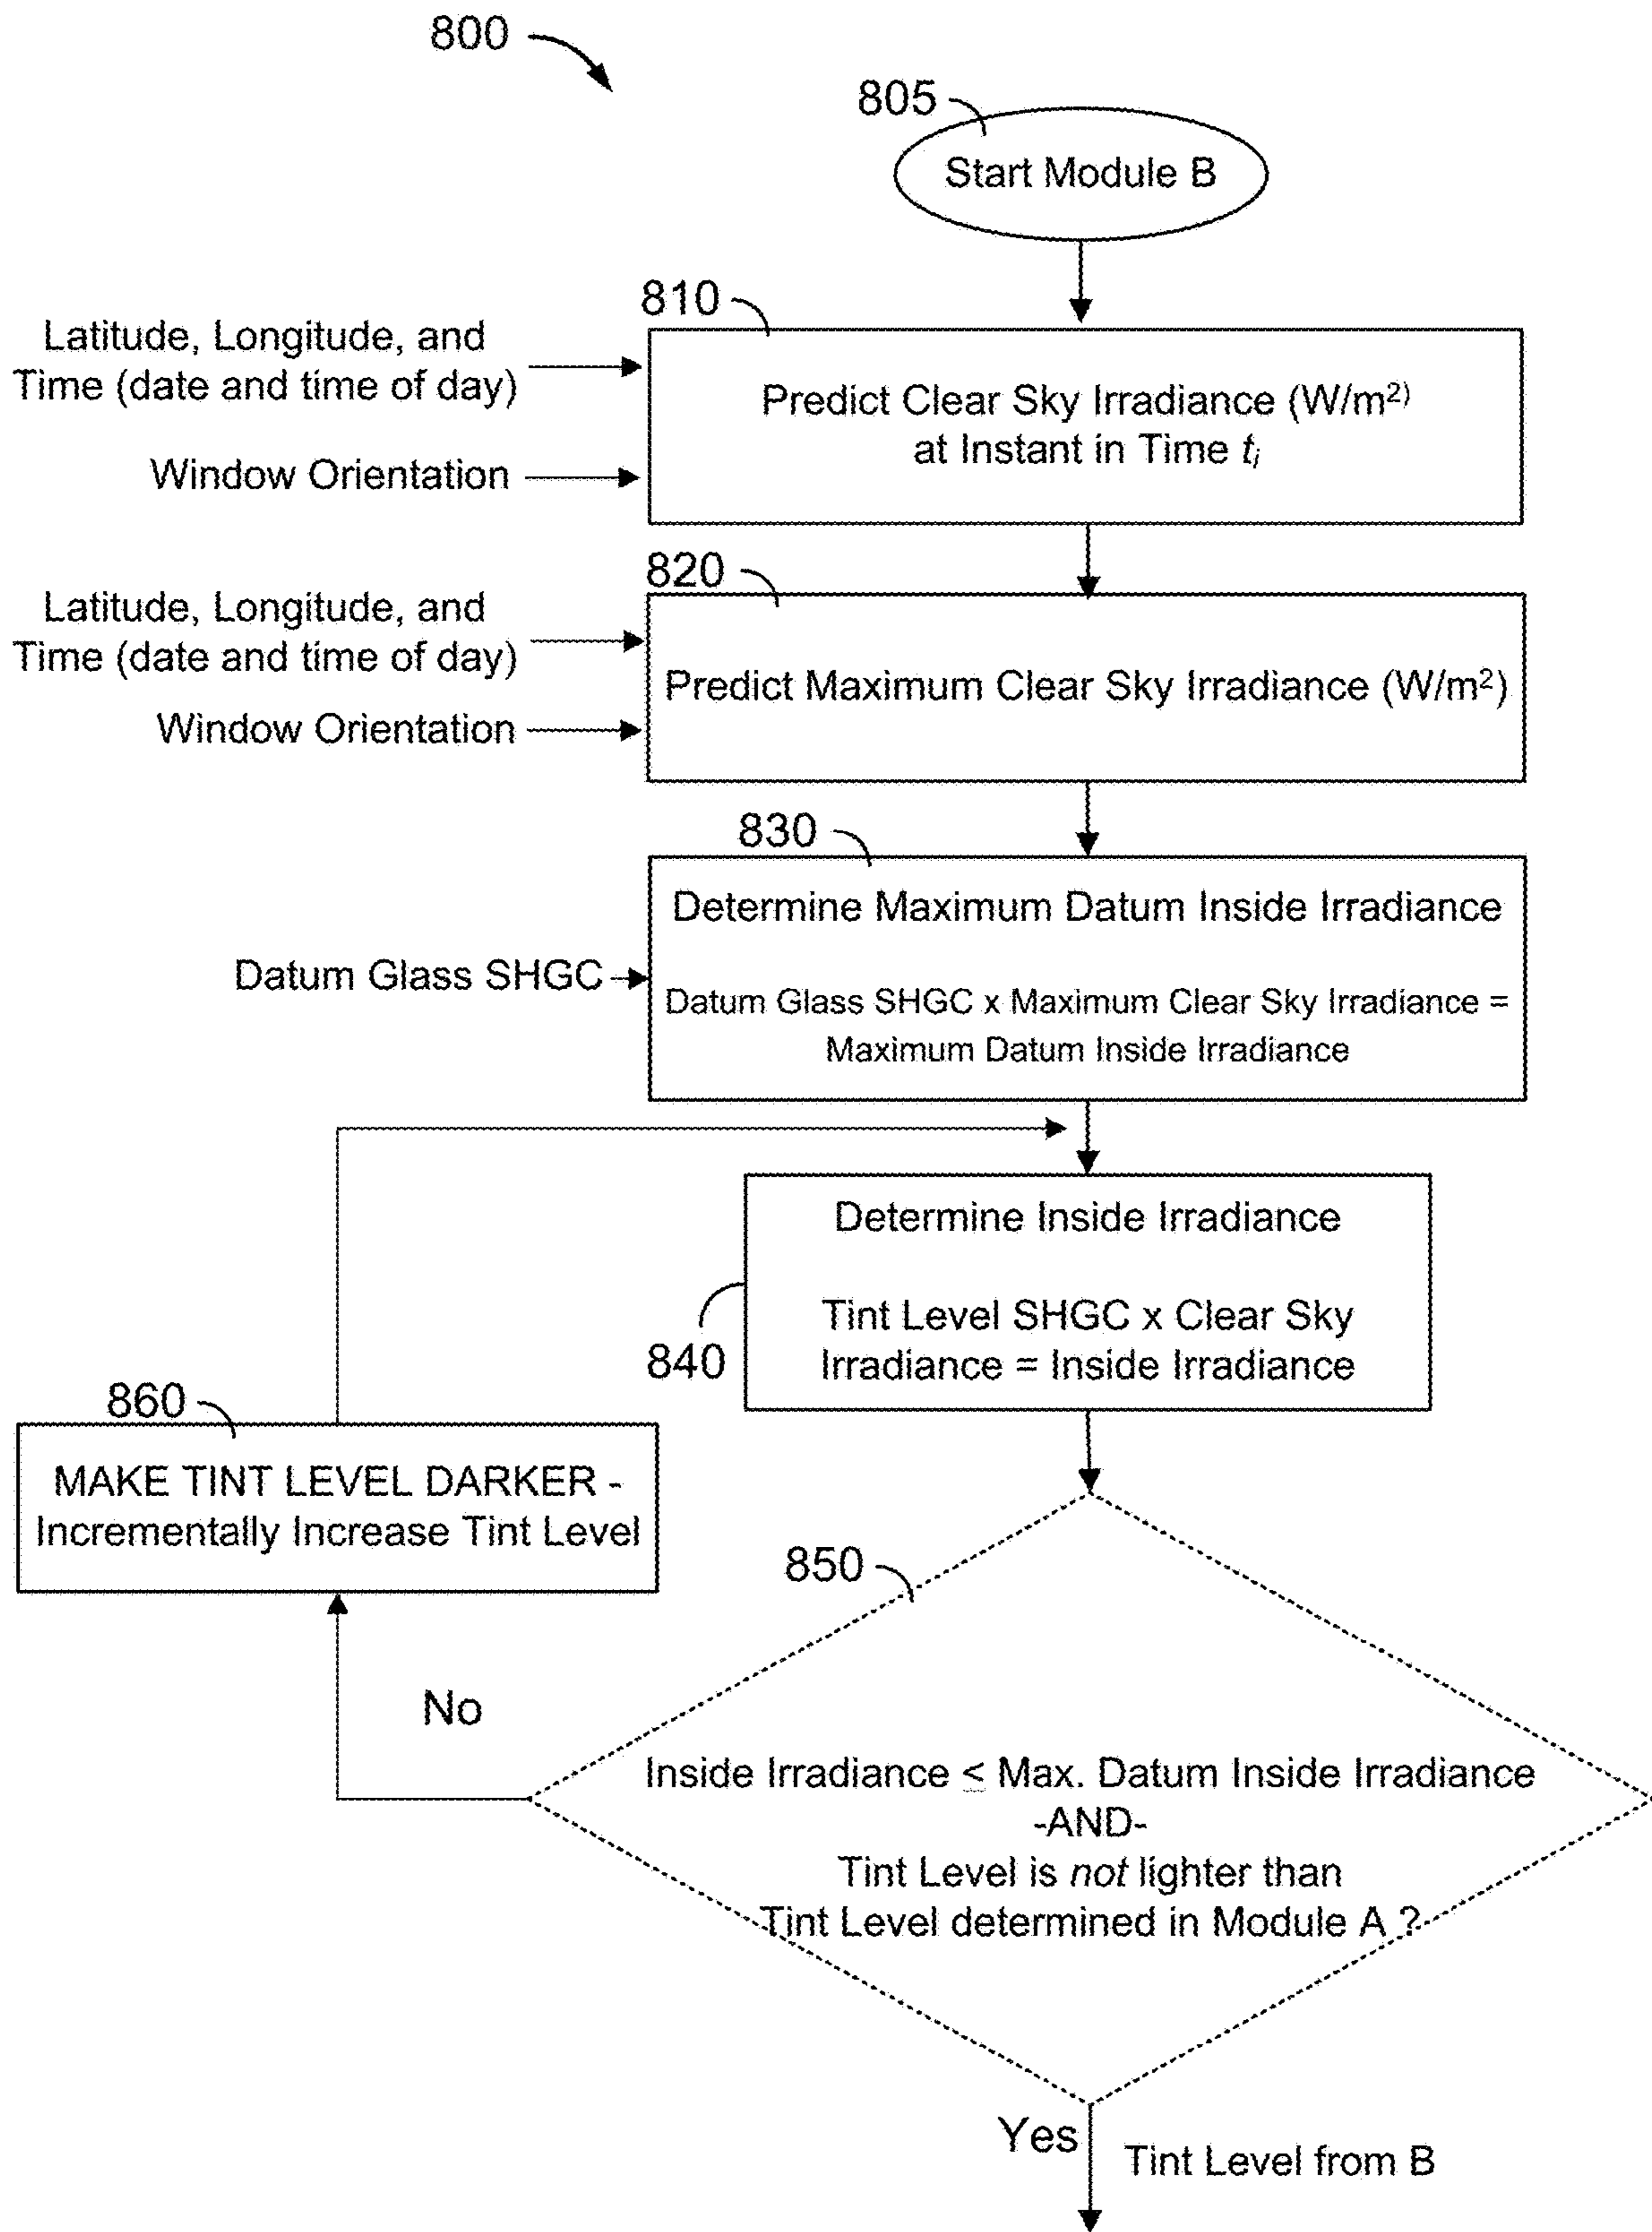 800
805
Start Module B
810
Latitude, Longitude, and
Time (date and time of day)
Window Orientation
Predict Clear Sky Irradiance (W/m²⁾
at Instant in Time tᵢ
820
Latitude, Longitude, and
Time (date and time of day)
Window Orientation
Predict Maximum Clear Sky Irradiance (W/m²)
830
Determine Maximum Datum Inside Irradiance
Datum Glass SHGC
Datum Glass SHGC x Maximum Clear Sky Irradiance =
Maximum Datum Inside Irradiance
Determine Inside Irradiance
Tint Level SHGC x Clear Sky
Irradiance = Inside Irradiance
840
860
MAKE TINT LEVEL DARKER -
Incrementally Increase Tint Level
850
No
Inside Irradiance ≤ Max. Datum Inside Irradiance
-AND-
Tint Level is not lighter than
Tint Level determined in Module A ?
Yes
Tint Level from B